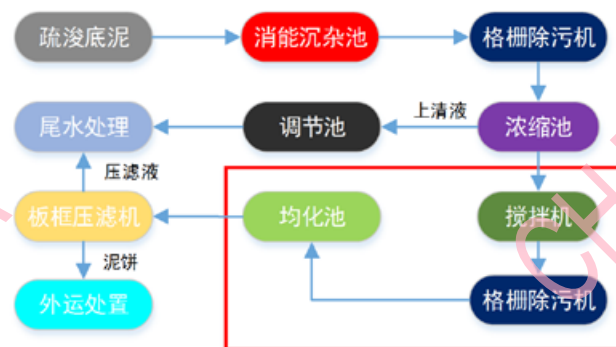 疏浚底泥
消能沉杂池
格栅除污机
尾水处理
调节池
上清液
浓缩池
压滤液
板框压滤机
均化池
搅拌机
泥饼
外运处置
格栅除污机
CH